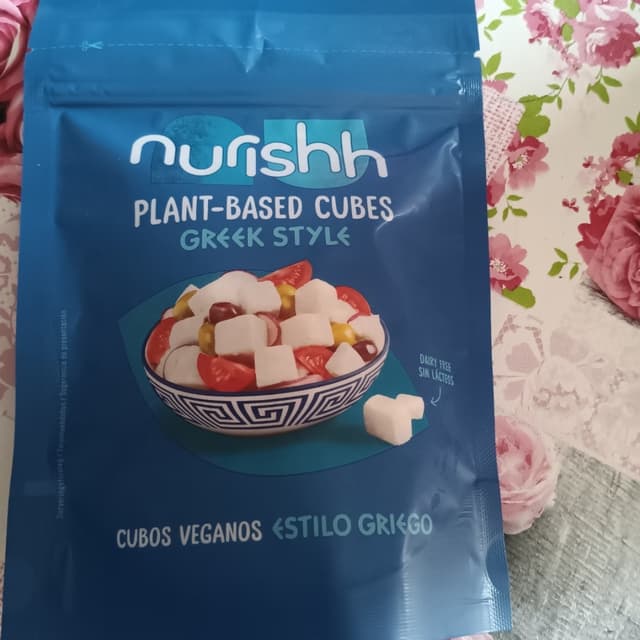 nurishh
PLANT-BASED CUBES
GREEK STYLE
DAIRY FREE
SIN LÁCTEOS
CUBOS VEGANOS ESTILO GRIEGO